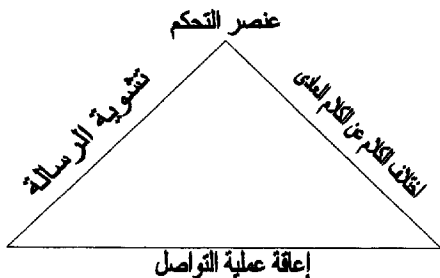 عنصر التحكم
تشوية الرسالة
اختلاف الكلام عن الكلام العادى
إعاقة عملية التواصل